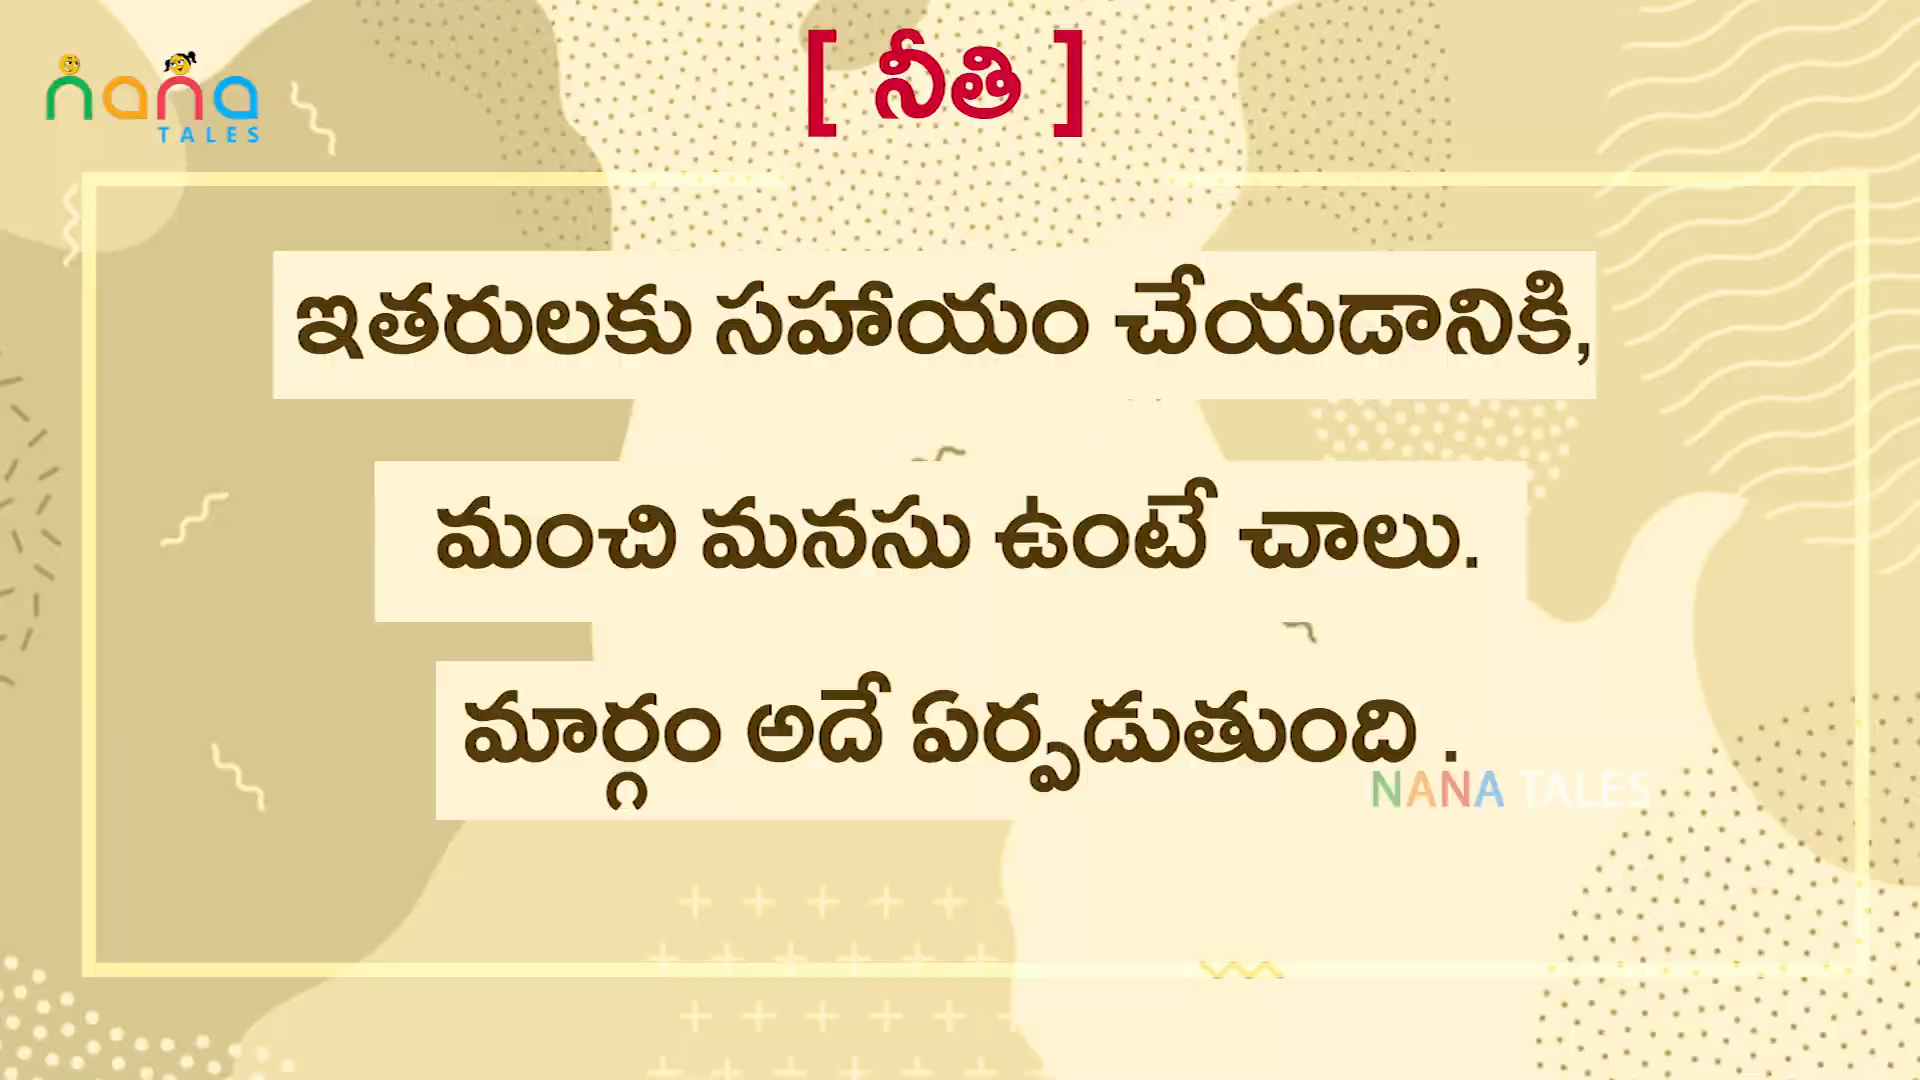 nana
TALES
[ నీతి ]
ఇతరులకు సహాయం చేయడానికి,
మంచి మనసు ఉంటే చాలు.
మార్గం అదే ఏర్పడుతుంది .
NANA TALES